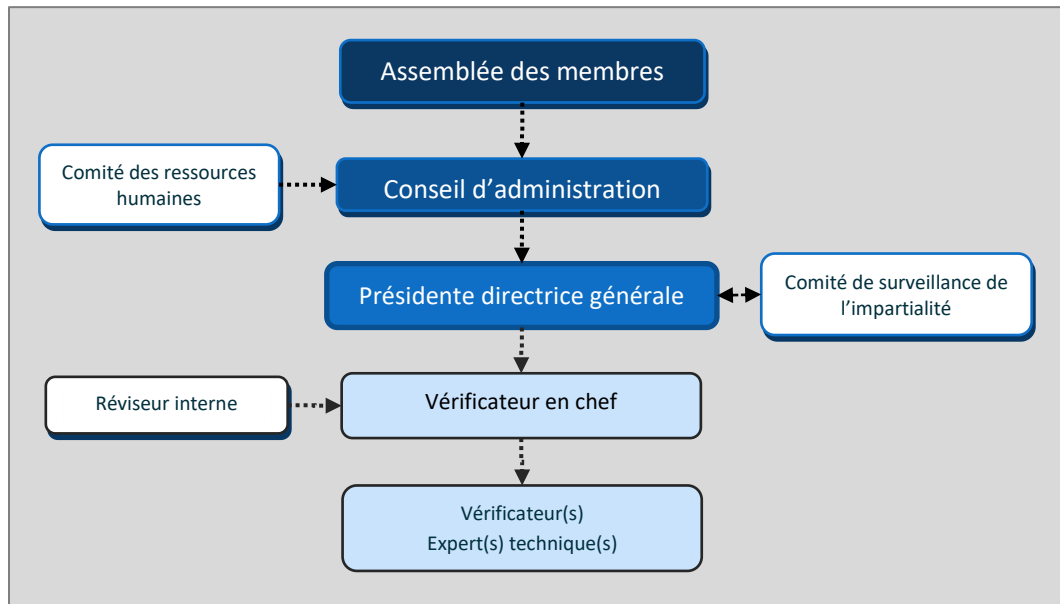 Assemblée des membres
Comité des ressources
humaines
Conseil d’administration
Présidente directrice générale
Comité de surveillance de
l’impartialité
Réviseur interne
Vérificateur en chef
Vérificateur(s)
Expert(s) technique(s)